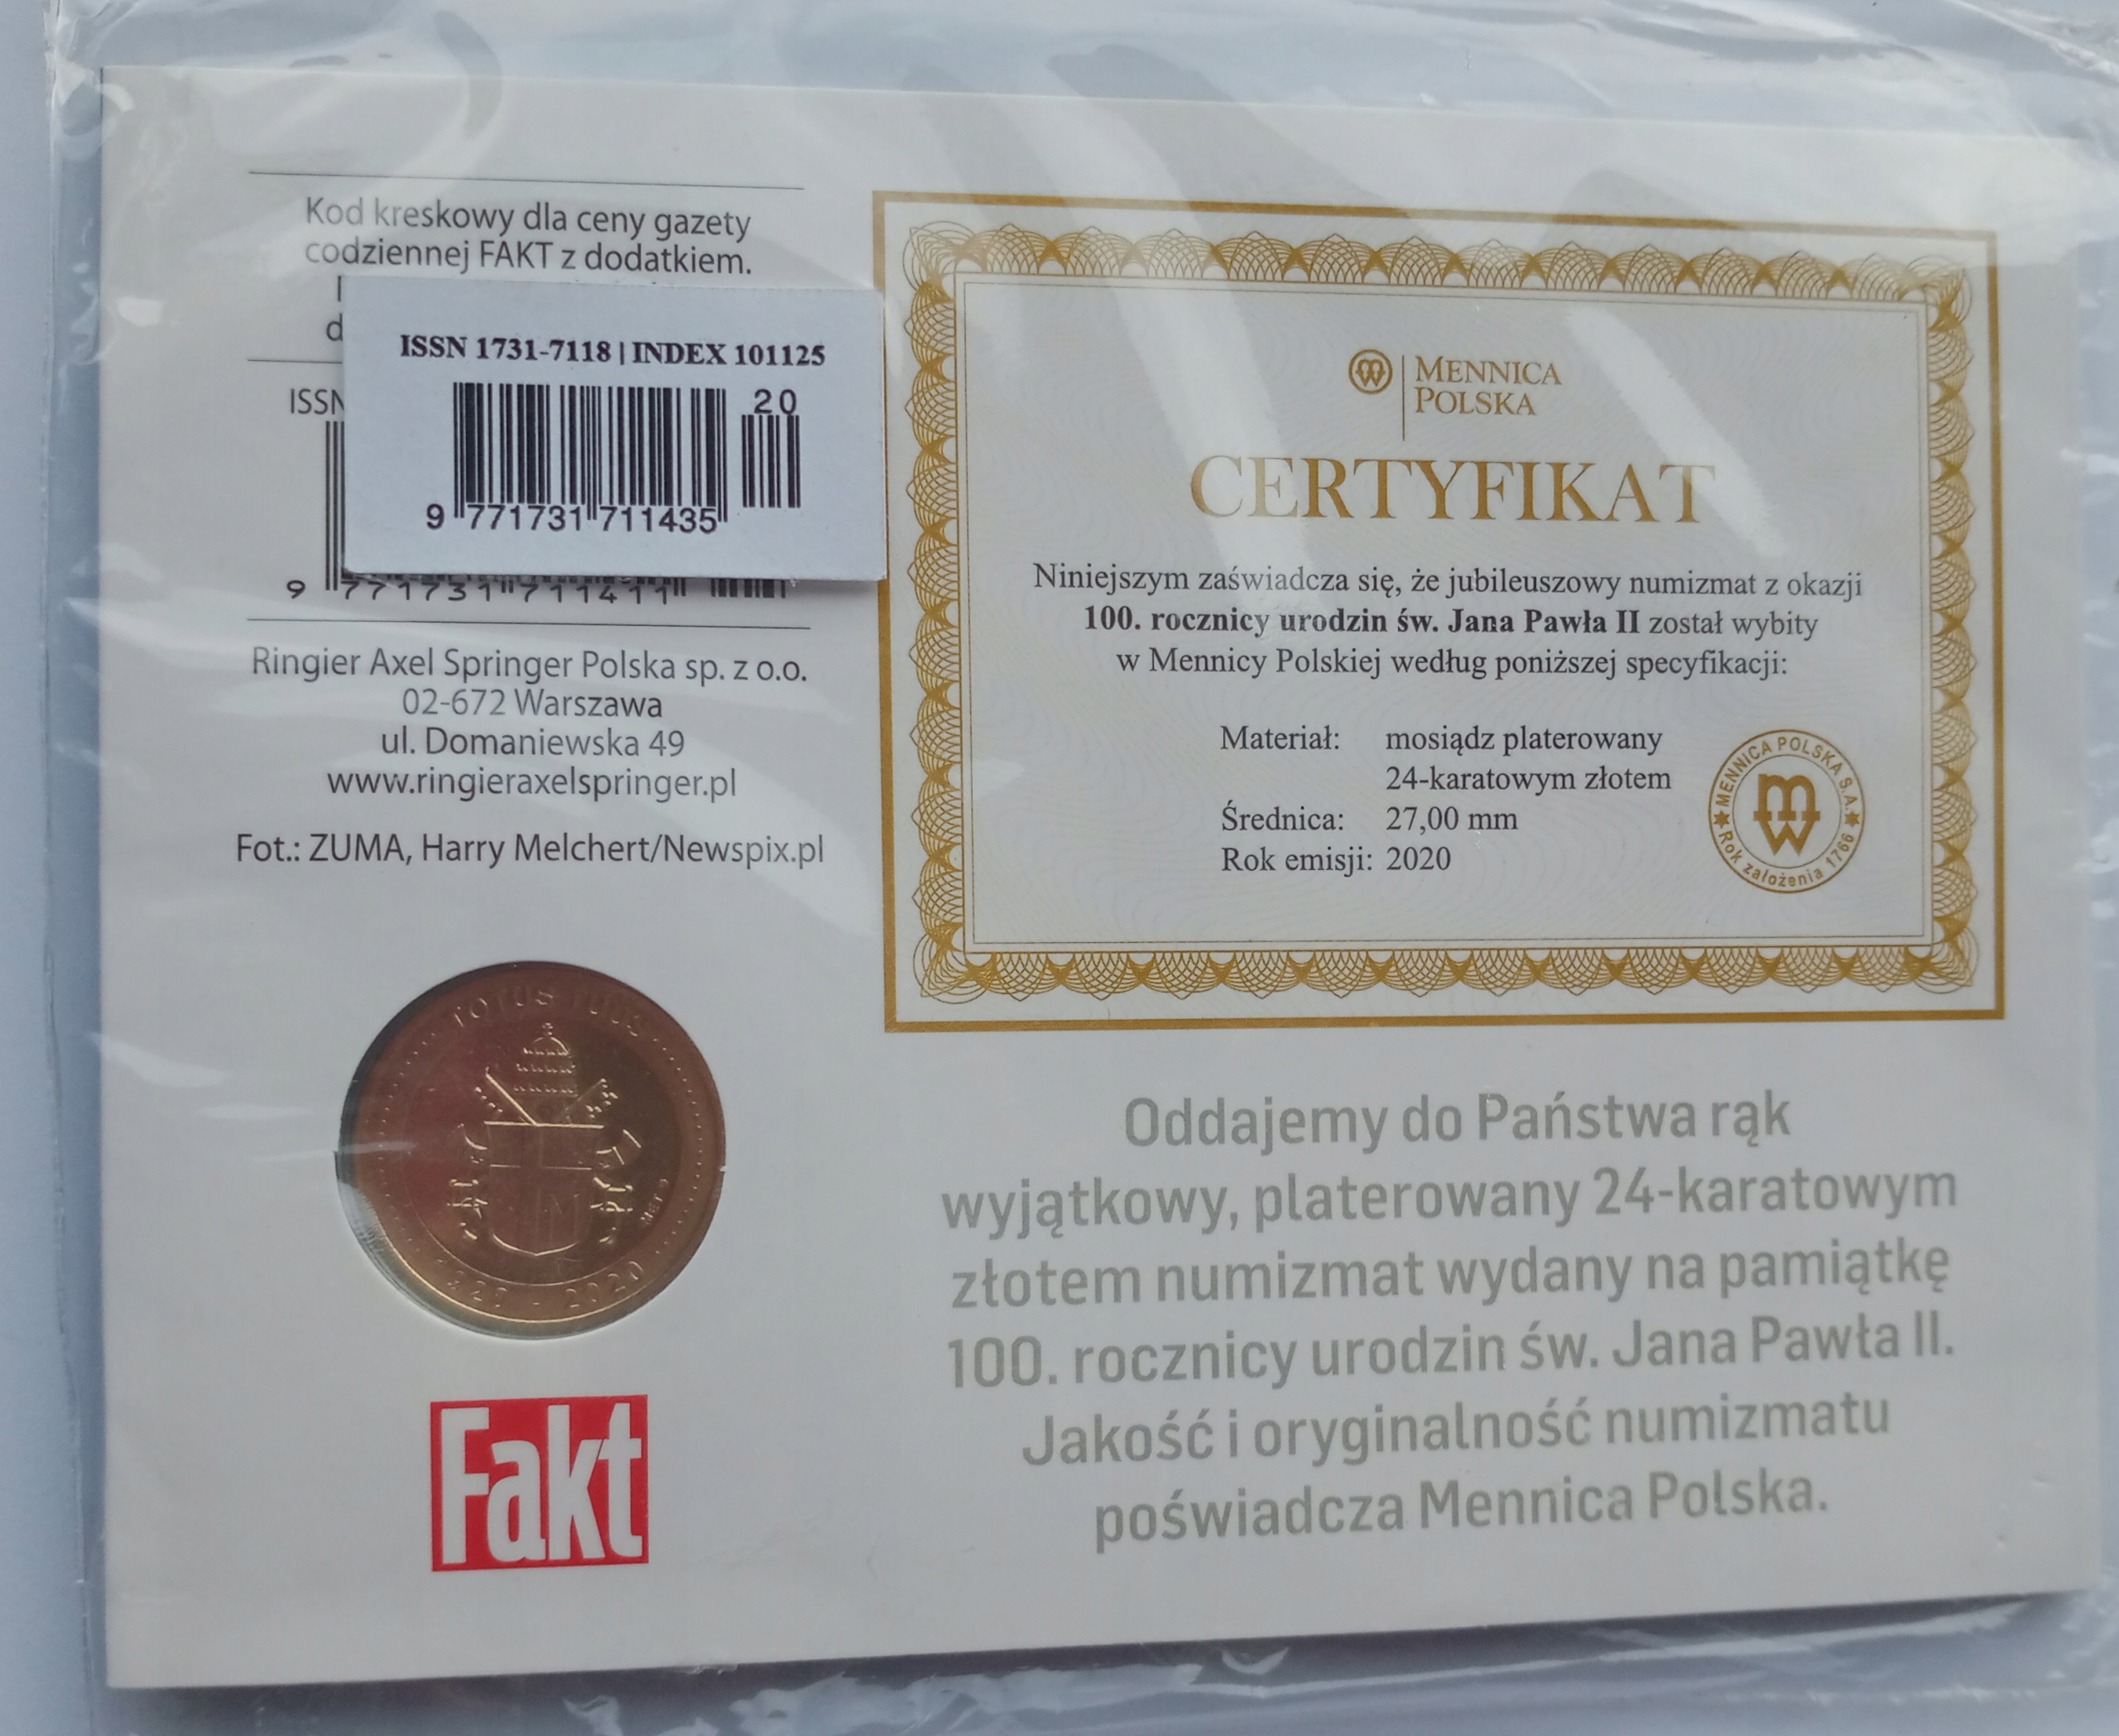 Kod kreskowy dla ceny gazety
codziennej FAKT z dodatkiem.
ISSN 1731-7118 | INDEX 101125
20
9 771731 711435
ISSN
9 771731 711411
Ringier Axel Springer Polska sp. z o.o.
02-672 Warszawa
ul. Domaniewska 49
www.ringieraxelspringer.pl
Fot.: ZUMA, Harry Melchert/Newspix.pl
TOTUS TUUS
M
- 2020
Fakt
MENNICA
POLSKA
CERTYFIKAT
Niniejszym zaświadcza się, że jubileuszowy numizmat z okazji
100. rocznicy urodzin św. Jana Pawła II został wybity
w Mennicy Polskiej według poniższej specyfikacji:
Materiał: mosiądz platerowany
24-karatowym złotem
Średnica: 27,00 mm
Rok emisji: 2020
MENNICA POLSKA S.A.
Rok założenia 1766
Oddajemy do Państwa rąk
wyjątkowy, platerowany 24-karatowym
złotem numizmat wydany na pamiątkę
100. rocznicy urodzin św. Jana Pawła II.
Jakość i oryginalność numizmatu
poświadcza Mennica Polska.